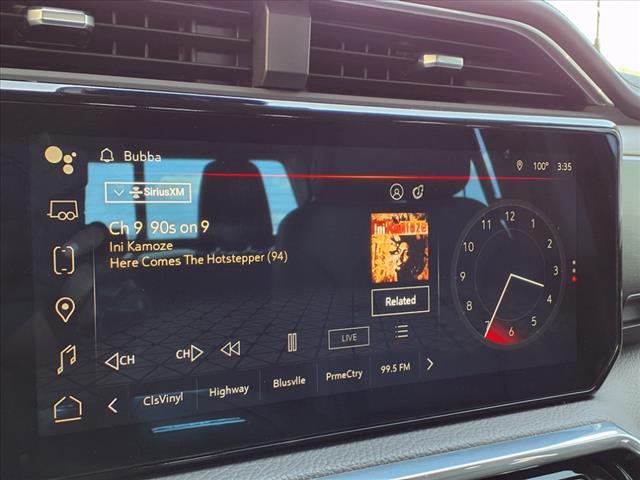 Bubba
100° 3:35
SiriusXM
Ch 9 90s on 9
Ini Kamoze
Here Comes The Hotstepper (94)
Ini Kamoze
Related
12
1
2
3
4
5
6
7
8
9
10
11
CH
CH
LIVE
ClsVinyl Highway Blusvlle PrmeCtry 99.5 FM